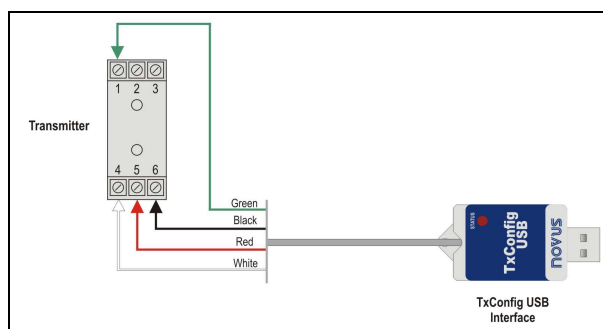 1 2 3
Transmitter
4 5 6
Green
Black
Red
White
STATUS
TxConfig
USB
NOVUS
TxConfig USB
Interface